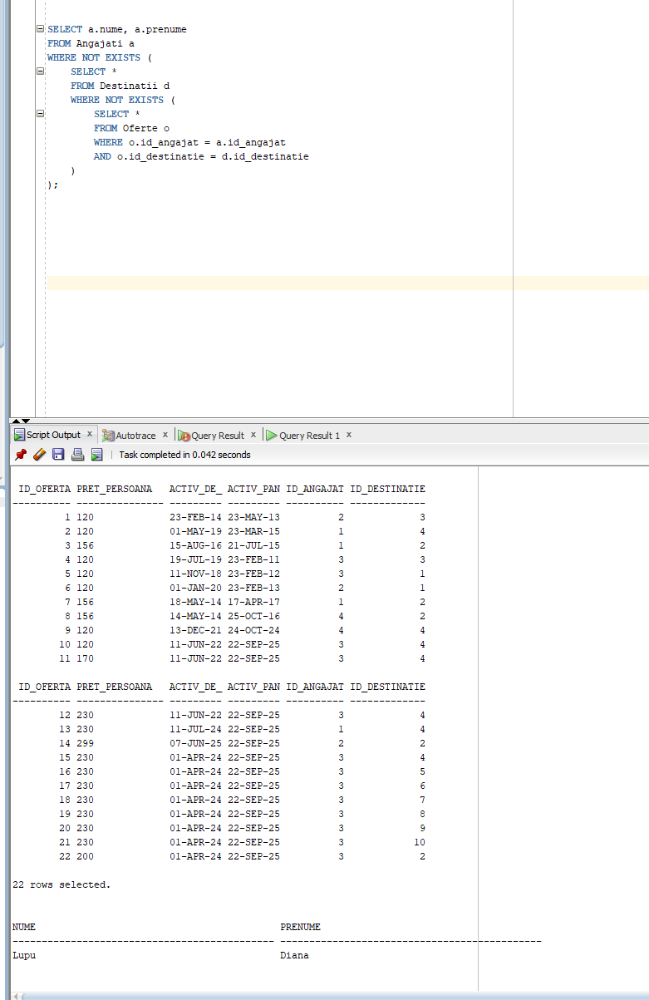 SELECT a.nume, a.prenume
FROM Angajati a
WHERE NOT EXISTS (
SELECT *
FROM Destinatii d
WHERE NOT EXISTS (
SELECT *
FROM Oferte o
WHERE o.id_angajat = a.id_angajat
AND o.id_destinatie = d.id_destinatie
)
);
Script Output x Autotrace x Query Result x Query Result 1 x
Task completed in 0.042 seconds
ID_OFERTA PRET_PERSOANA ACTIV_DE_ ACTIV_PAN ID_ANGAJAT ID_DESTINATIE
---------- --------------- --------- --------- ---------- -------------
1 120 23-FEB-14 23-MAY-13 2 3
2 120 01-MAY-19 23-MAR-15 1 4
3 156 15-AUG-16 21-JUL-15 1 2
4 120 19-JUL-19 23-FEB-11 3 3
5 120 11-NOV-18 23-FEB-12 3 1
6 120 01-JAN-20 23-FEB-13 2 1
7 156 18-MAY-14 17-APR-17 1 2
8 156 14-MAY-14 25-OCT-16 4 2
9 120 13-DEC-21 24-OCT-24 4 4
10 120 11-JUN-22 22-SEP-25 3 4
11 170 11-JUN-22 22-SEP-25 3 4
ID_OFERTA PRET_PERSOANA ACTIV_DE_ ACTIV_PAN ID_ANGAJAT ID_DESTINATIE
---------- --------------- --------- --------- ---------- -------------
12 230 11-JUN-22 22-SEP-25 3 4
13 230 11-JUL-24 22-SEP-25 1 4
14 299 07-JUN-25 22-SEP-25 2 2
15 230 01-APR-24 22-SEP-25 3 4
16 230 01-APR-24 22-SEP-25 3 5
17 230 01-APR-24 22-SEP-25 3 6
18 230 01-APR-24 22-SEP-25 3 7
19 230 01-APR-24 22-SEP-25 3 8
20 230 01-APR-24 22-SEP-25 3 9
21 230 01-APR-24 22-SEP-25 3 10
22 200 01-APR-24 22-SEP-25 3 2
22 rows selected.
NUME PRENUME
--------------------------------------------- ---------------------------------------------
Lupu Diana